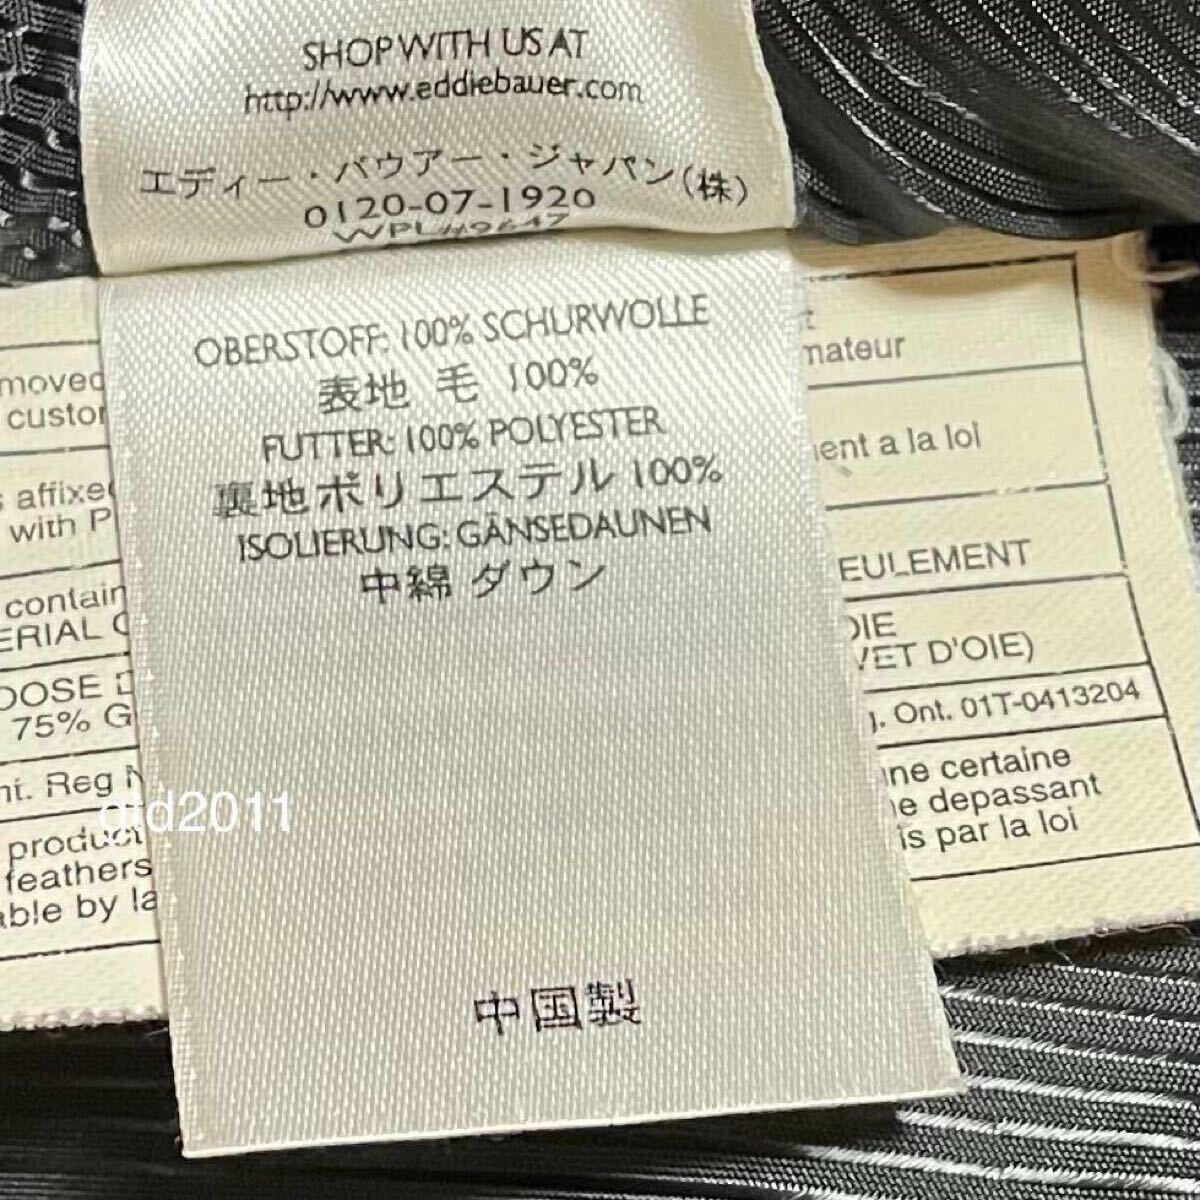 SHOP WITH US AT
http://www.eddiebauer.com
エディー・バウアー・ジャパン(株)
0120-07-1920
OBERSTOFF: 100% SCHURWOLLE
表地 毛 100%
FUTTER: 100% POLYESTER
裏地ポリエステル 100%
ISOLIERUNG: GÄNSEDAUNEN
中綿 ダウン
中国製
moved
custor
affixe
with P
contain
ERIAL
OOSE
75% G
nt. Reg N
product
feathers
able by la
mateur
ent a la loi
EULEMENT
OIE
VET D'OIE)
. Ont. 01T-0413204
ne certaine
e depassant
is par la loi
gtd2011